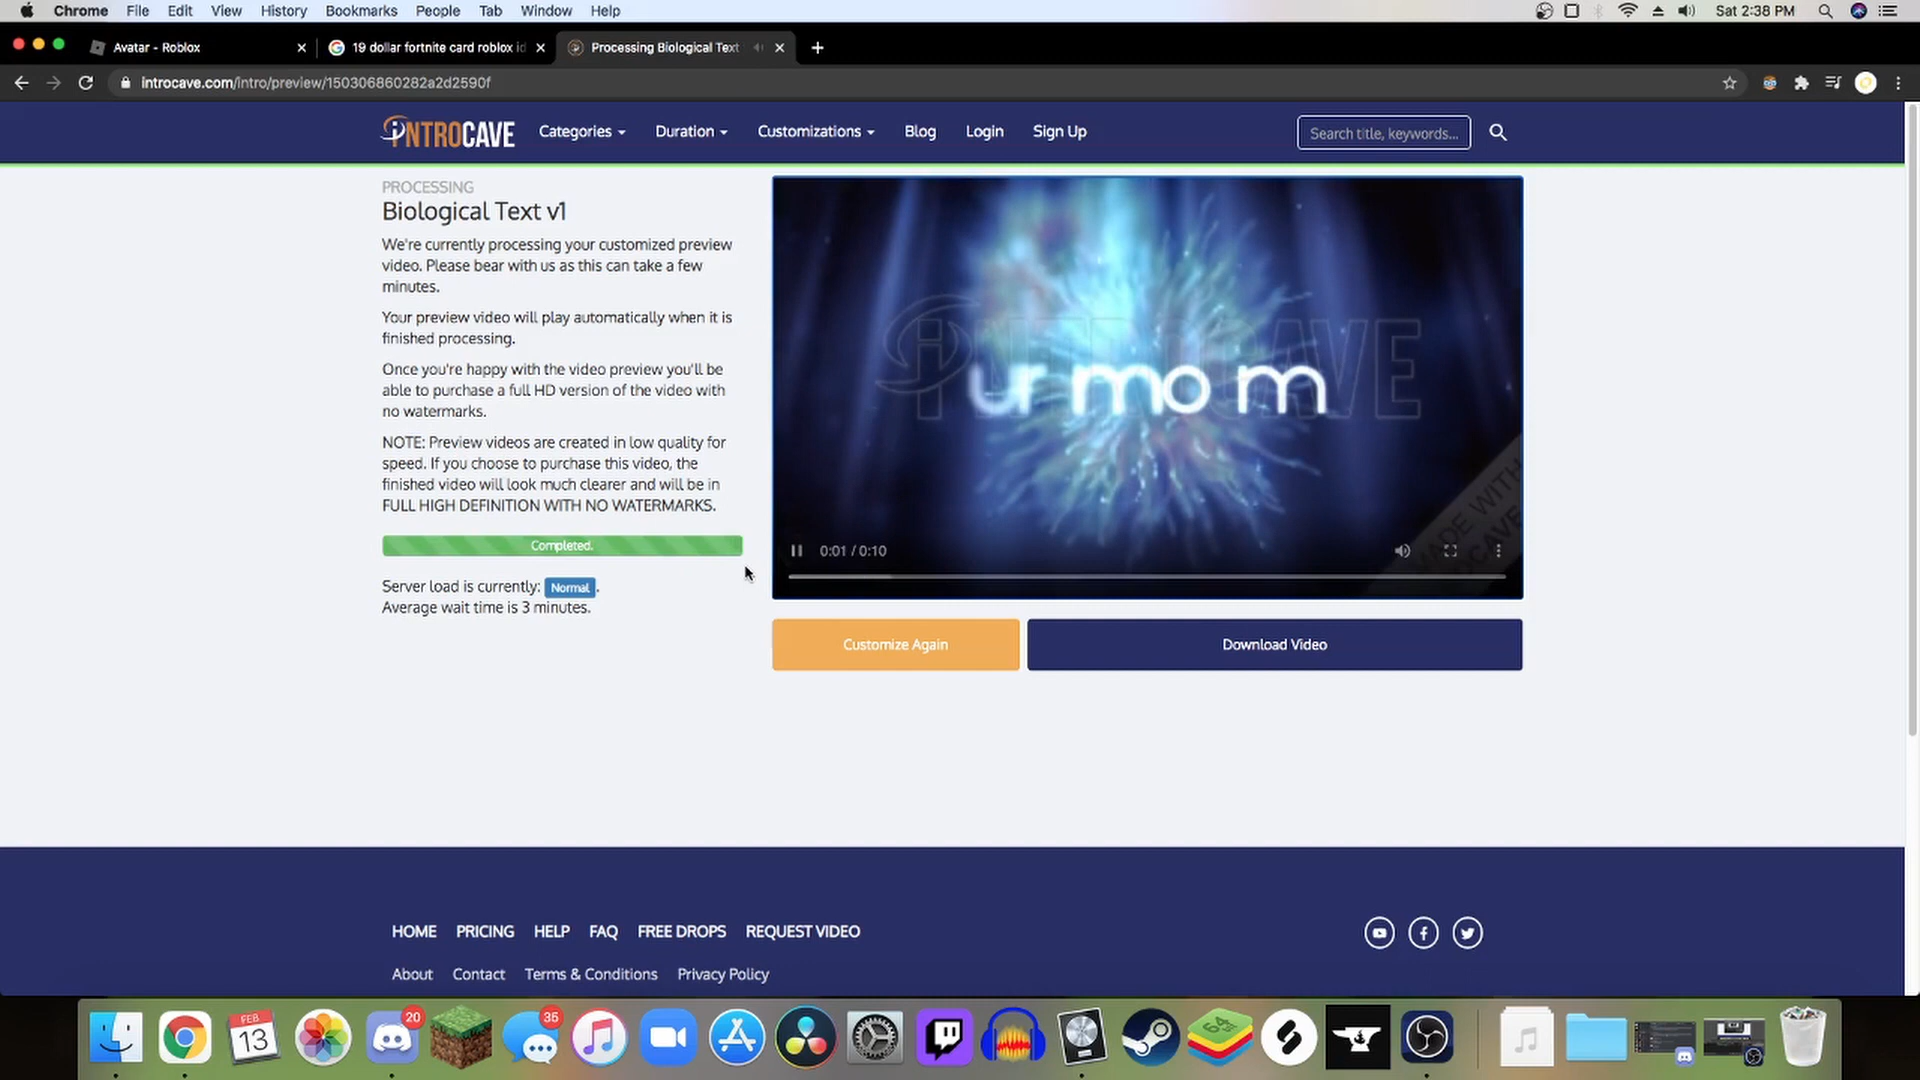 Chrome File Edit View History Bookmarks People Tab Window Help
Sat 2:38 PM
Avatar - Roblox
19 dollar fortnite card roblox id
Processing Biological Text
introcave.com/intro/preview/150306860282a2d2590f
INTROCAVE
Categories Duration Customizations Blog Login Sign Up
Search title, keywords...
PROCESSING
Biological Text v1
We're currently processing your customized preview
video. Please bear with us as this can take a few
minutes.
Your preview video will play automatically when it is
finished processing.
Once you're happy with the video preview you'll be
able to purchase a full HD version of the video with
no watermarks.
NOTE: Preview videos are created in low quality for
speed. If you choose to purchase this video, the
finished video will look much clearer and will be in
FULL HIGH DEFINITION WITH NO WATERMARKS.
Completed.
Server load is currently: Normal.
Average wait time is 3 minutes.
INTROCAVE
ur mo m
MADE WITH
CAVE
0:01 / 0:10
Customize Again
Download Video
HOME PRICING HELP FAQ FREE DROPS REQUEST VIDEO
About Contact Terms & Conditions Privacy Policy
FEB
13
20
35
64 BIT